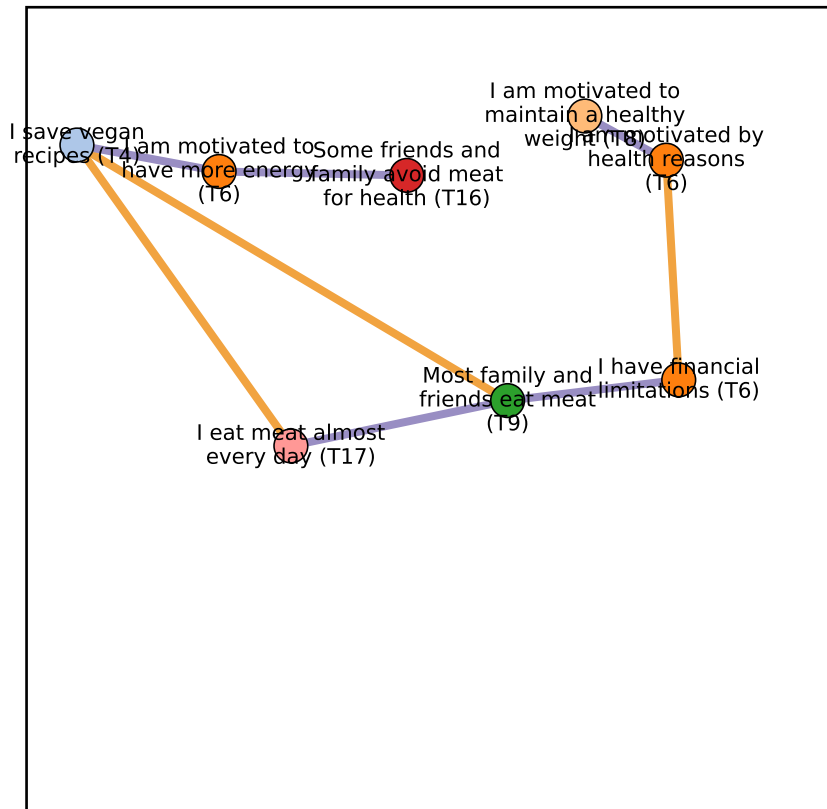 I save vegan
recipes (T4)
I am motivated to
have more energy
(T6)
Some friends and
family avoid meat
for health (T16)
I am motivated to
maintain a healthy
weight (T8)
I am motivated by
health reasons
(T6)
Most family and
friends eat meat
(T9)
I have financial
limitations (T6)
I eat meat almost
every day (T17)